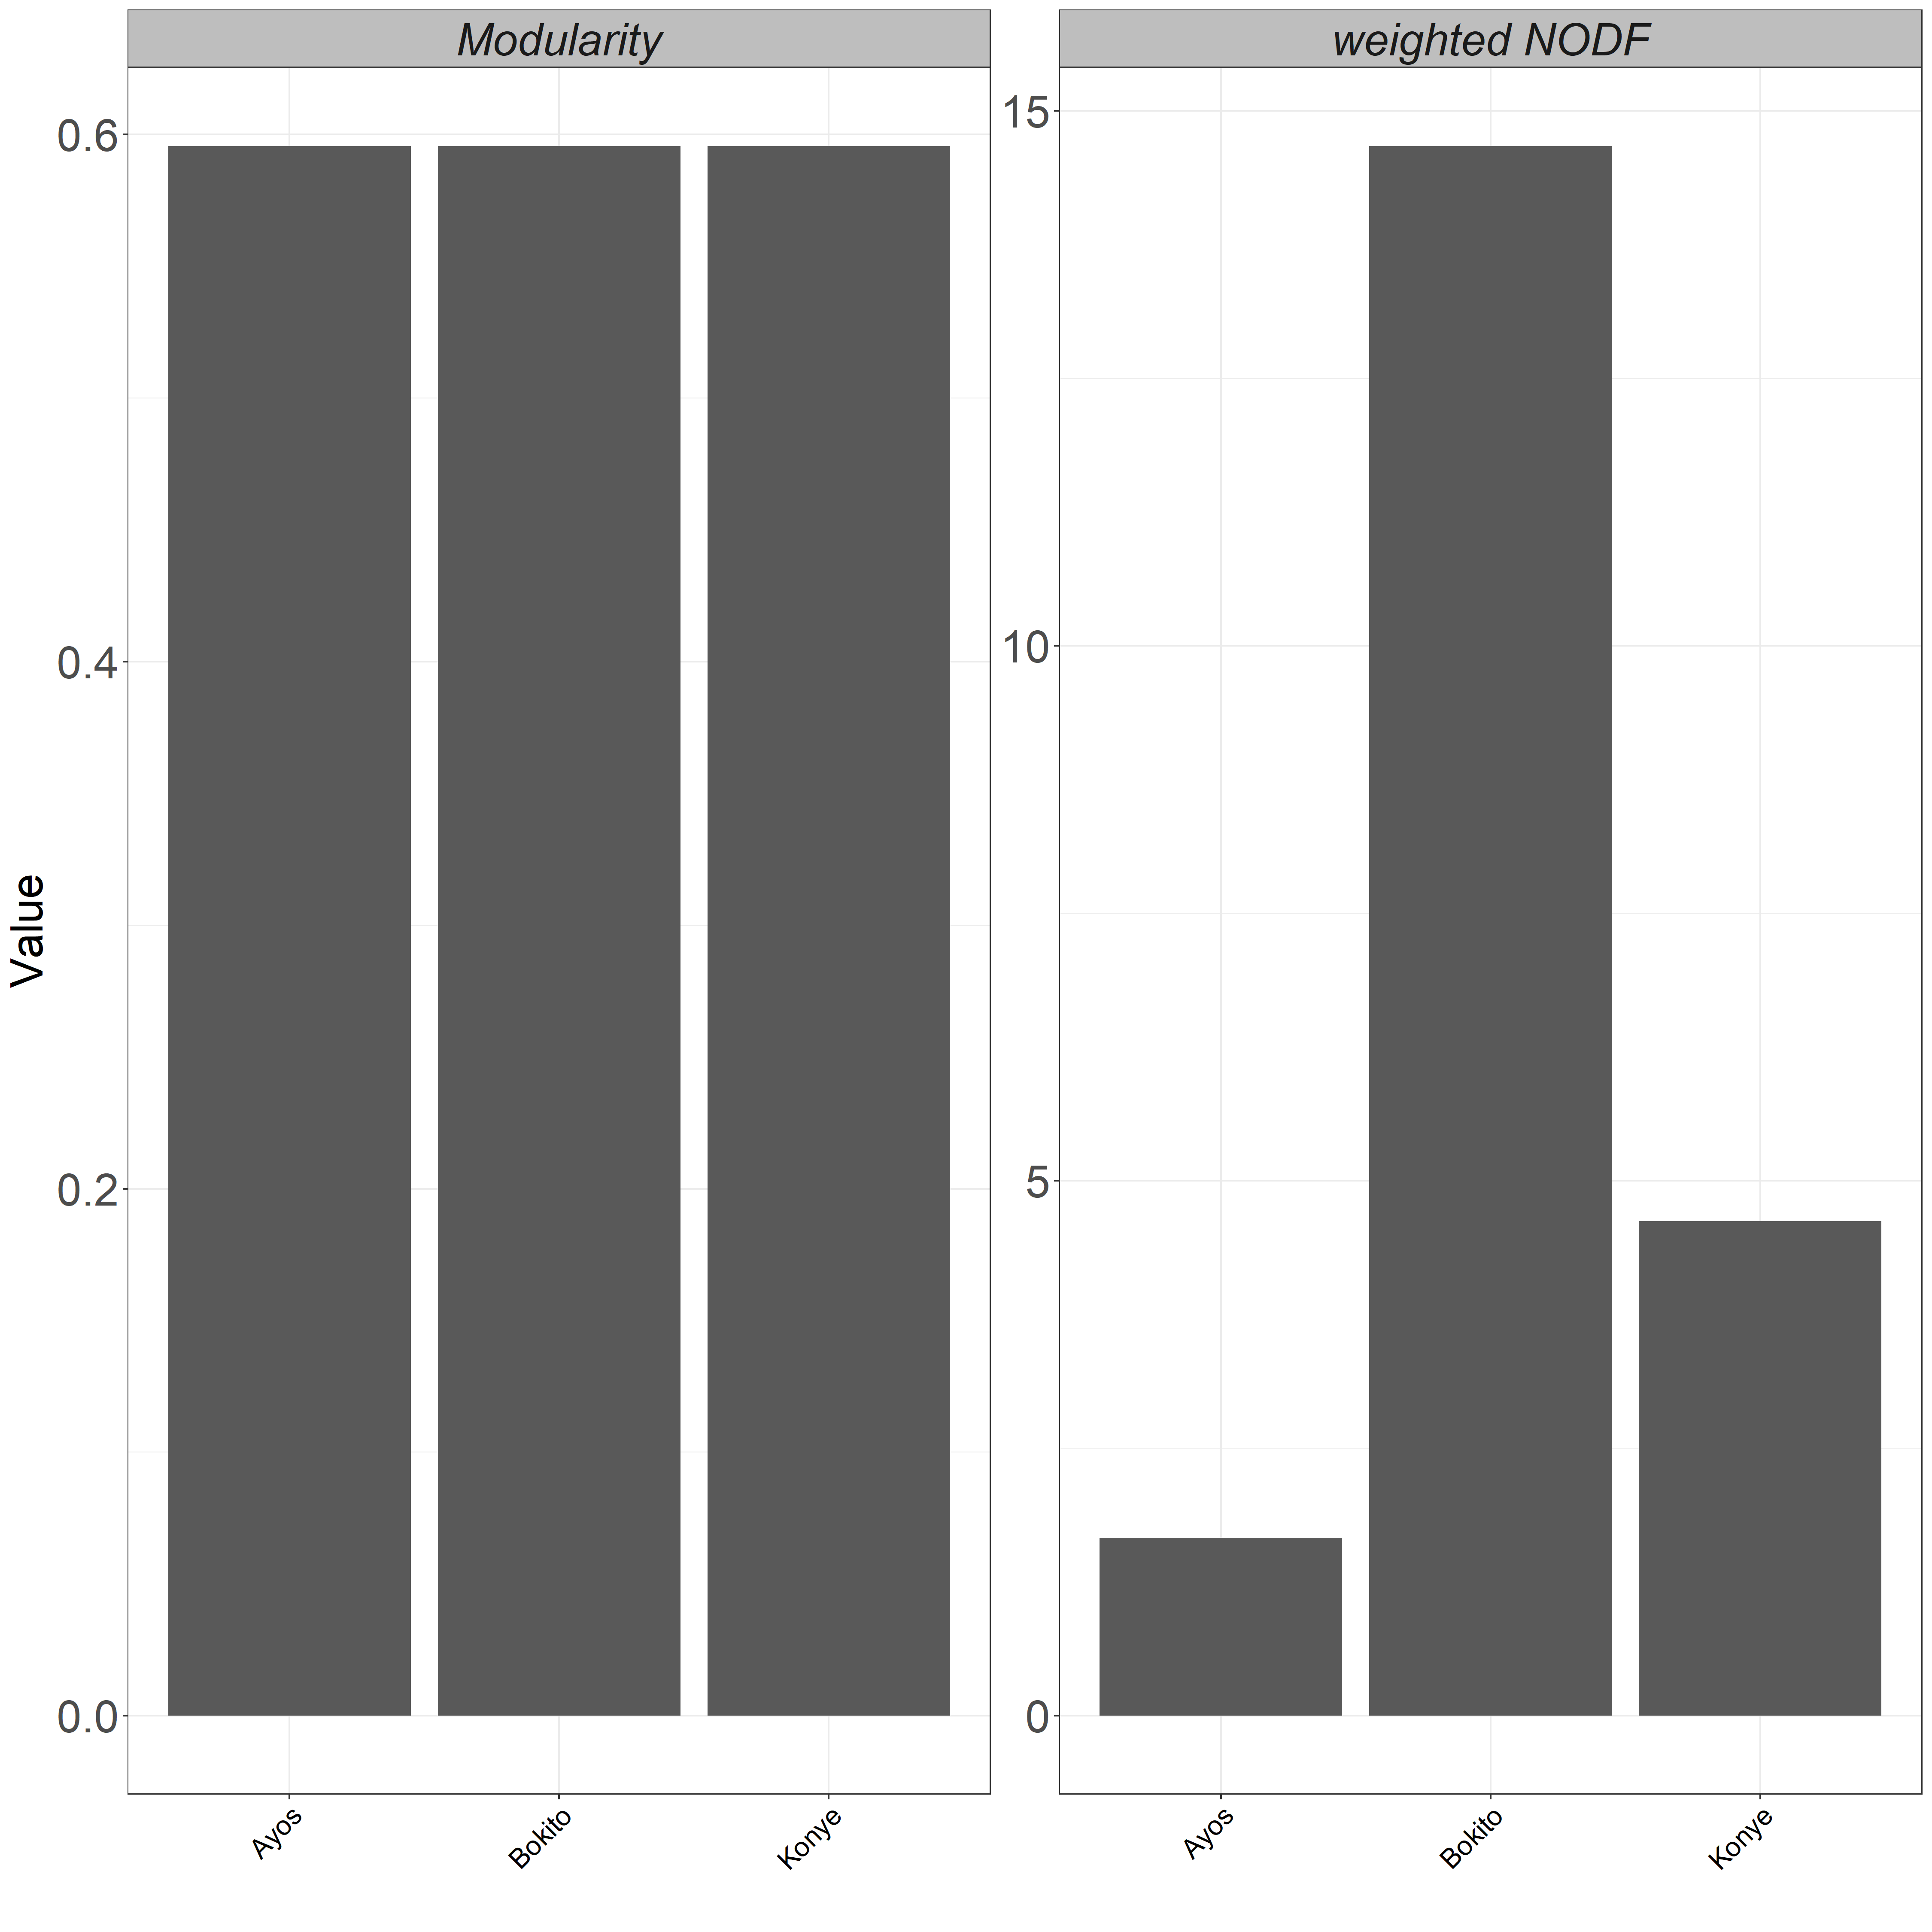 Modularity
weighted NODF
Value
0.6
0.4
0.2
0.0
15
10
5
0
Ayos
Bokito
Konye
Ayos
Bokito
Konye